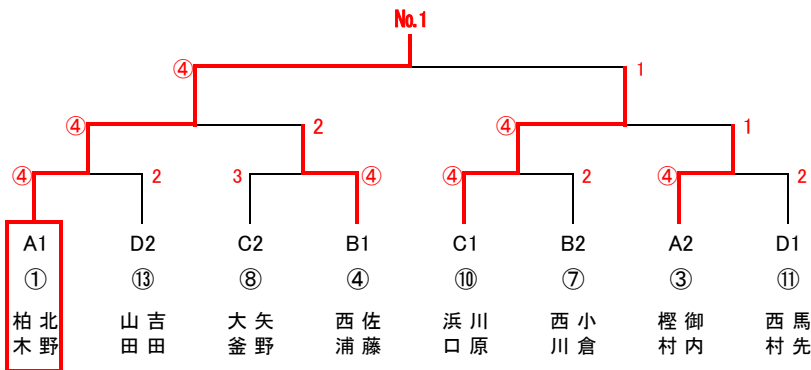 No.1
④ 1
④ 2 ④ 1
④ 2 3 ④ ④ 2 ④ 2
A1 D2 C2 B1 C1 B2 A2 D1
① ⑬ ⑧ ④ ⑩ ⑦ ③ ⑪
柏 北 山 吉 大 矢 西 佐 浜 川 西 小 樫 御 西 馬
木 野 田 田 釜 野 浦 藤 口 原 川 倉 村 内 村 先